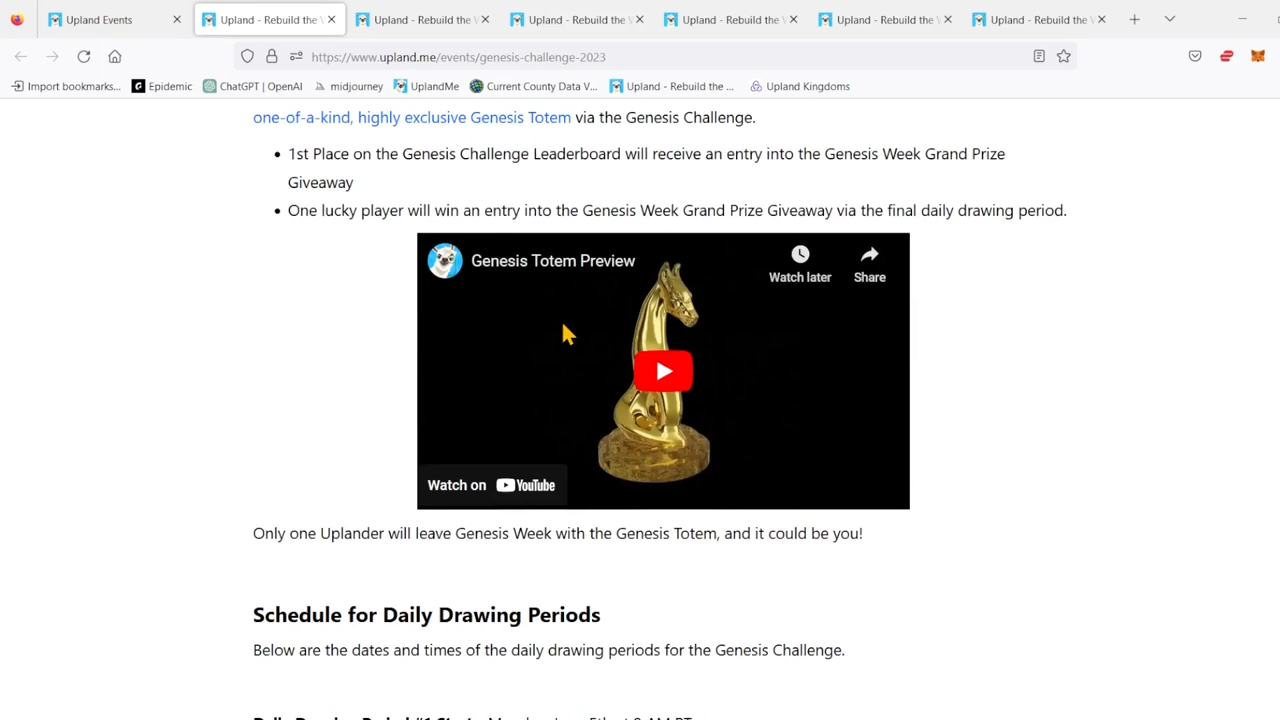 Upland Events
Upland - Rebuild the
Upland - Rebuild the
Upland - Rebuild the
Upland - Rebuild the
Upland - Rebuild the
Upland - Rebuild the
https://www.upland.me/events/genesis-challenge-2023
Import bookmarks...
Epidemic
ChatGPT | OpenAI
midjourney
UplandMe
Current County Data V...
Upland - Rebuild the ...
Upland Kingdoms
one-of-a-kind, highly exclusive Genesis Totem via the Genesis Challenge.
• 1st Place on the Genesis Challenge Leaderboard will receive an entry into the Genesis Week Grand Prize
Giveaway
• One lucky player will win an entry into the Genesis Week Grand Prize Giveaway via the final daily drawing period.
Genesis Totem Preview
Watch later
Share
Watch on YouTube
Only one Uplander will leave Genesis Week with the Genesis Totem, and it could be you!
Schedule for Daily Drawing Periods
Below are the dates and times of the daily drawing periods for the Genesis Challenge.